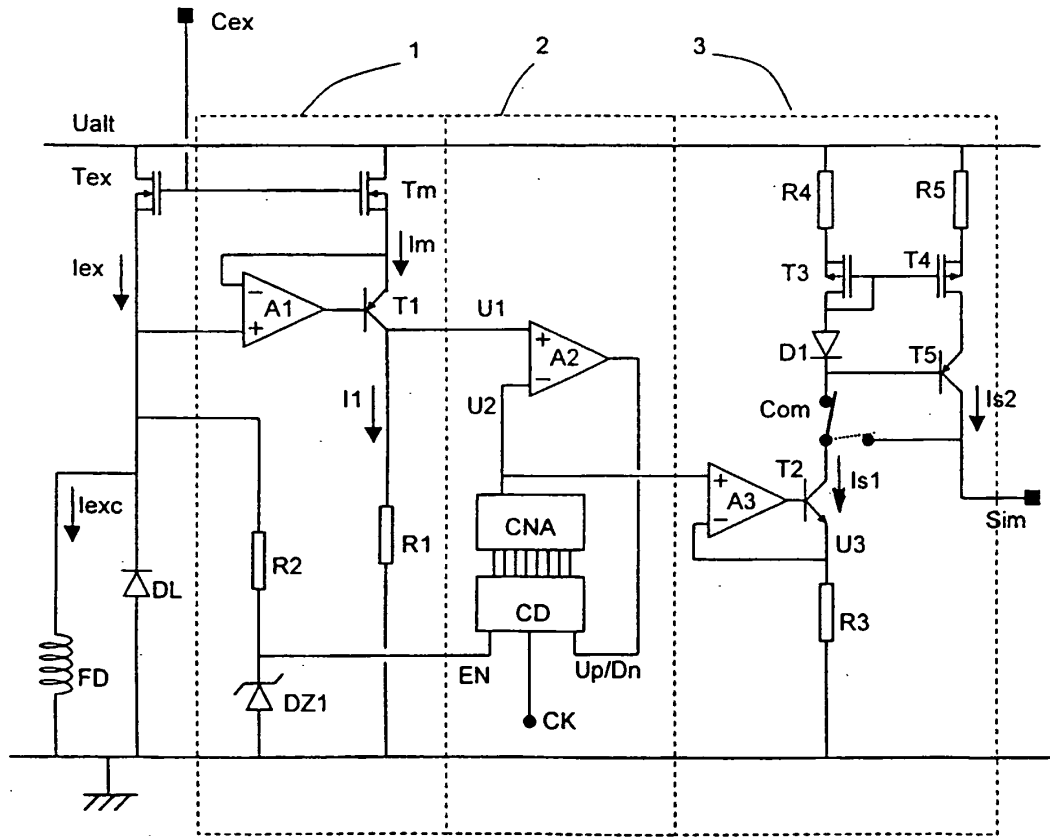 Cex
1
2
3
Ualt
Tex
Tm
R4
R5
Iex
Im
T3
T4
A1
T1
U1
D1
T5
A2
I1
U2
Com
Is2
Iexc
A3
T2
Is1
Sim
R1
CNA
U3
R2
DL
CD
R3
FD
EN
Up/Dn
DZ1
CK